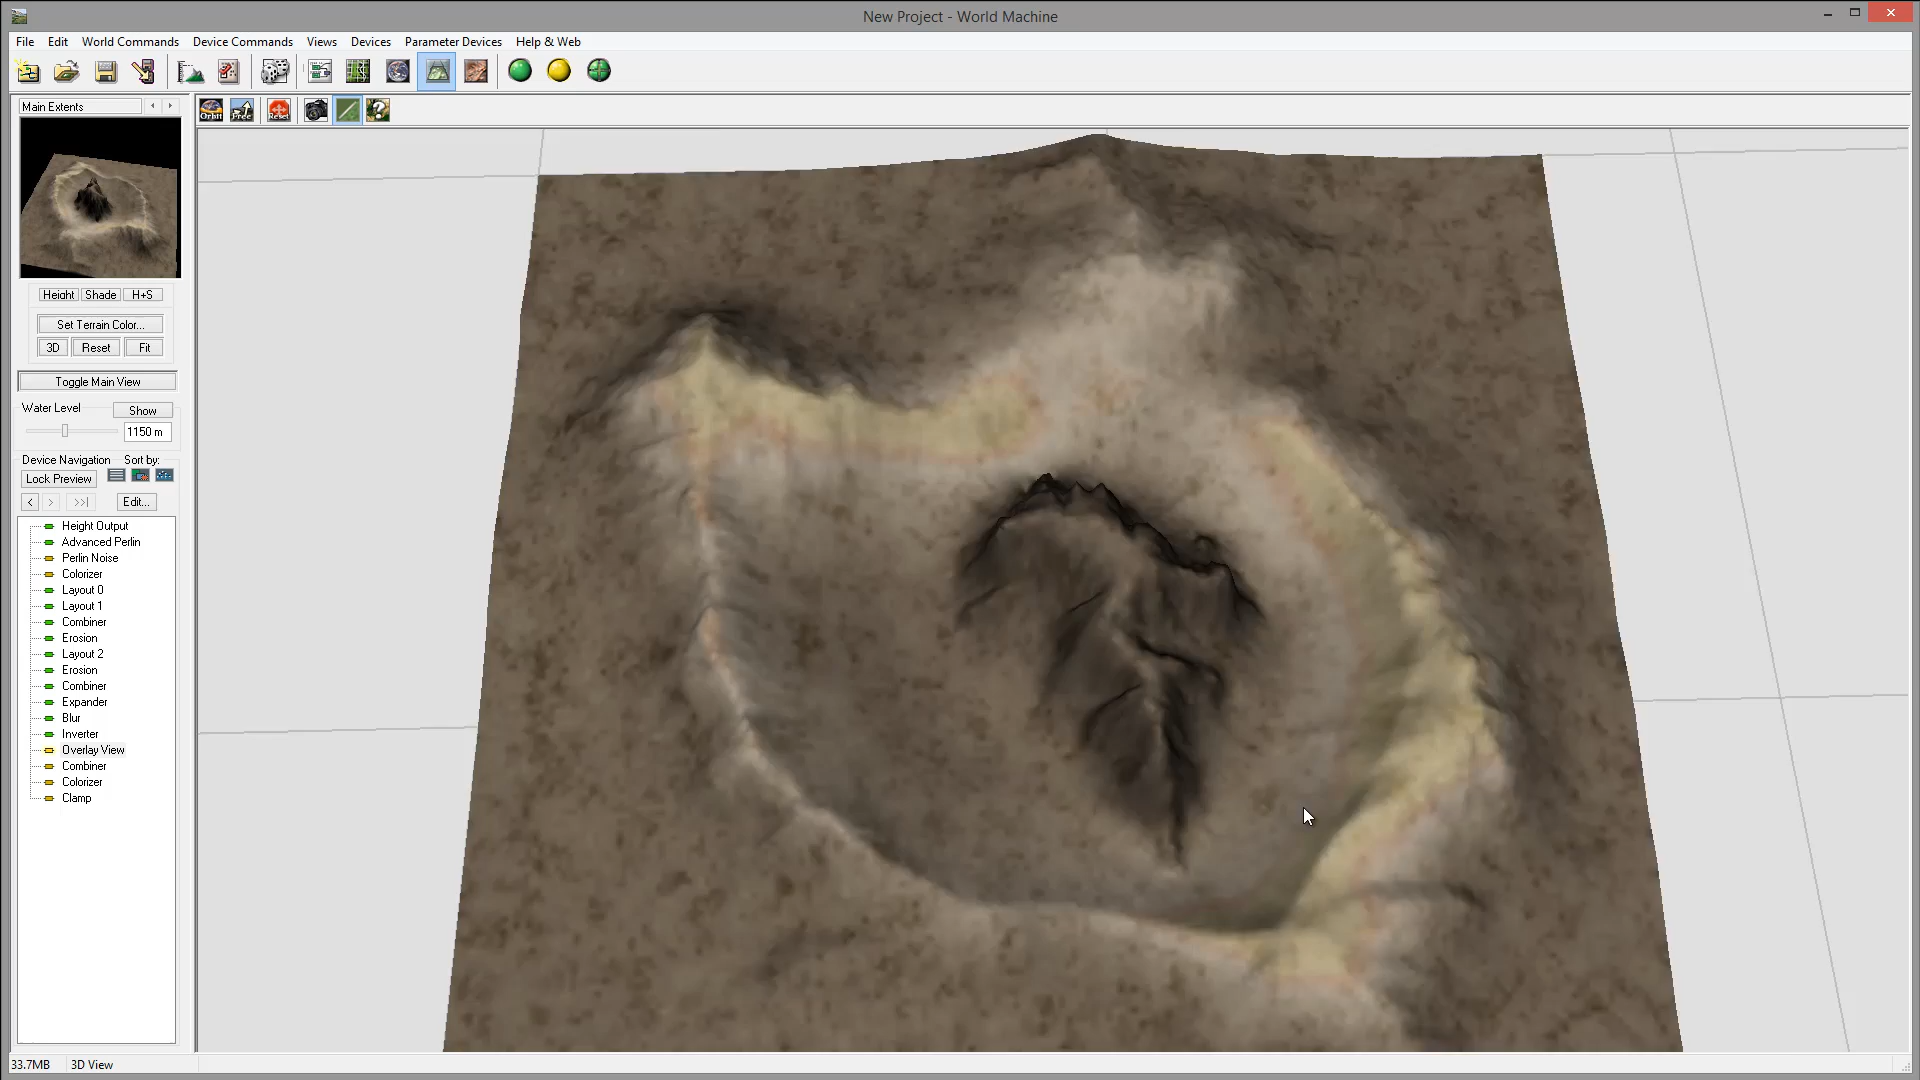 New Project - World Machine
File Edit World Commands Device Commands Views Devices Parameter Devices Help & Web
Main Extents
Orbit Free Reset
Height Shade H+S
Set Terrain Color...
3D Reset Fit
Toggle Main View
Water Level Show
1150 m
Device Navigation Sort by:
Lock Preview
< > >>| Edit...
Height Output
Advanced Perlin
Perlin Noise
Colorizer
Layout 0
Layout 1
Combiner
Erosion
Layout 2
Erosion
Combiner
Expander
Blur
Inverter
Overlay View
Combiner
Colorizer
Clamp
33.7MB 3D View